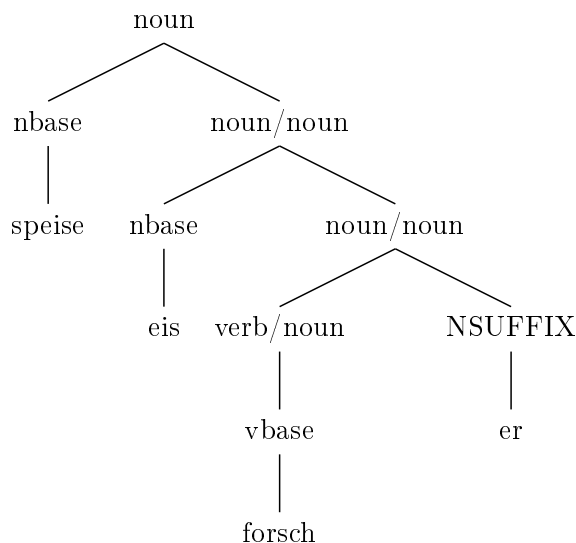 noun
nbase noun/noun
speise nbase noun/noun
eis verb/noun NSUFFIX
vbase er
forsch